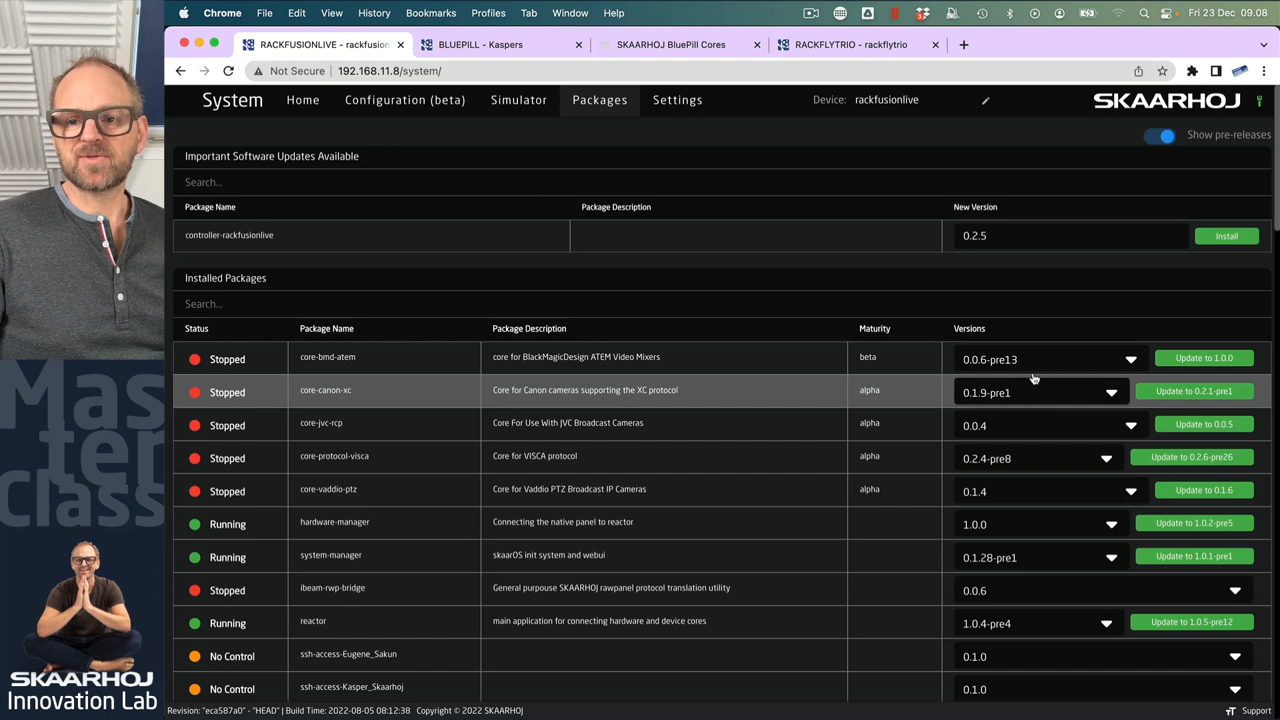 Chrome File Edit View History Bookmarks Profiles Tab Window Help Fri 23 Dec 09.08
RACKFUSIONLIVE - rackfusion BLUEPILL - Kaspers SKAARHOJ BluePill Cores RACKFLYTRIO - rackflytrio
Not Secure 192.168.11.8/system/
System Home Configuration (beta) Simulator Packages Settings Device: rackfusionlive SKAARHOJ
Show pre-releases
Important Software Updates Available
Search...
Package Name Package Description New Version
controller-rackfusionlive 0.2.5 Install
Installed Packages
Search...
Status Package Name Package Description Maturity Versions
Stopped core-bmd-atem core for BlackMagicDesign ATEM Video Mixers beta 0.0.6-pre13 Update to 1.0.0
Stopped core-canon-xc Core for Canon cameras supporting the XC protocol alpha 0.1.9-pre1 Update to 0.2.1-pre1
Stopped core-jvc-rcp Core For Use With JVC Broadcast Cameras alpha 0.0.4 Update to 0.0.5
Stopped core-protocol-visca Core for VISCA protocol alpha 0.2.4-pre8 Update to 0.2.6-pre26
Stopped core-vaddio-ptz Core for Vaddio PTZ Broadcast IP Cameras alpha 0.1.4 Update to 0.1.6
Running hardware-manager Connecting the native panel to reactor 1.0.0 Update to 1.0.2-pre5
Running system-manager skaarOS init system and webui 0.1.28-pre1 Update to 1.0.1-pre1
Stopped ibeam-rwp-bridge General purpouse SKAARHOJ rawpanel protocol translation utility 0.0.6
Running reactor main application for connecting hardware and device cores 1.0.4-pre4 Update to 1.0.5-pre12
No Control ssh-access-Eugene_Sakun 0.1.0
No Control ssh-access-Kasper_Skaarhoj 0.1.0
Revision: "eca587a0" - "HEAD" | Build Time: 2022-08-05 08:12:38 Copyright © 2022 SKAARHOJ Support
Mas
ter
Class
SKAARHOJ
Innovation Lab